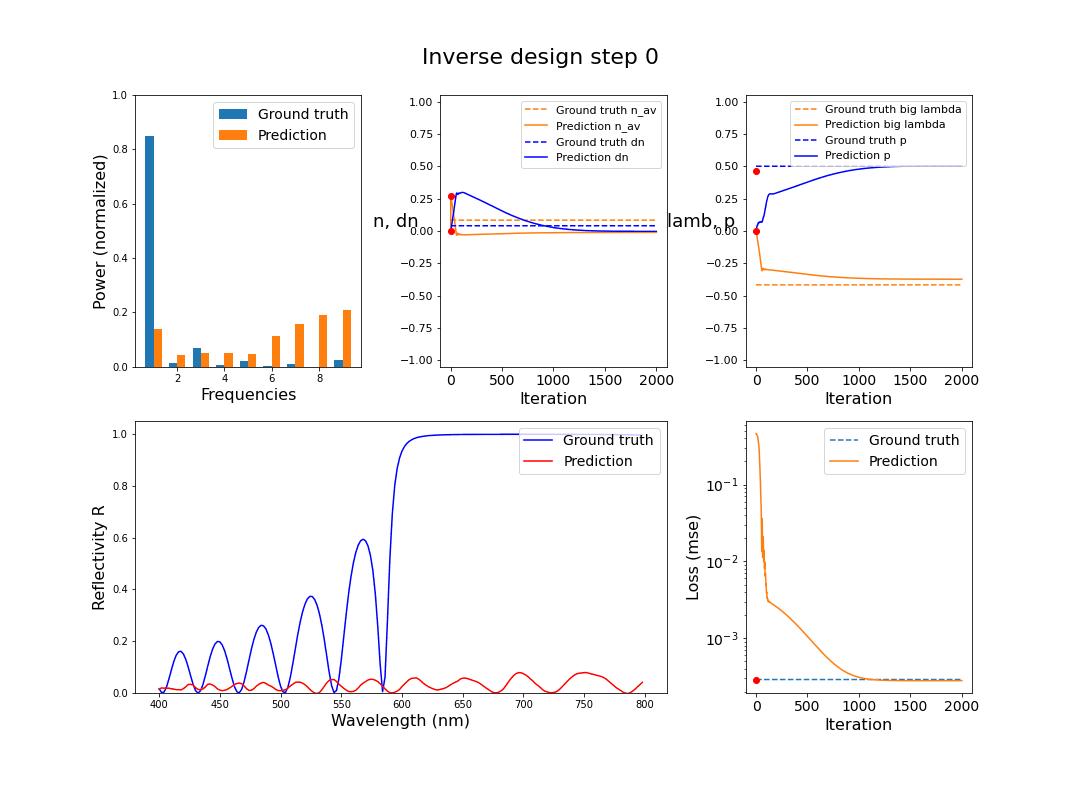 Inverse design step 0
1.0
0.8
0.6
0.4
0.2
0.0
Power (normalized)
Ground truth
Prediction
2
4
6
8
Frequencies
1.00
0.75
0.50
0.25
0.00
−0.25
−0.50
−0.75
−1.00
n, dn
Ground truth n_av
Prediction n_av
Ground truth dn
Prediction dn
0
500
1000
1500
2000
Iteration
1.00
0.75
0.50
0.25
0.00
−0.25
−0.50
−0.75
−1.00
lamb, p
Ground truth big lambda
Prediction big lambda
Ground truth p
Prediction p
0
500
1000
1500
2000
Iteration
1.0
0.8
0.6
0.4
0.2
0.0
Reflectivity R
Ground truth
Prediction
400
450
500
550
600
650
700
750
800
Wavelength (nm)
10⁻¹
10⁻²
10⁻³
Loss (mse)
Ground truth
Prediction
0
500
1000
1500
2000
Iteration